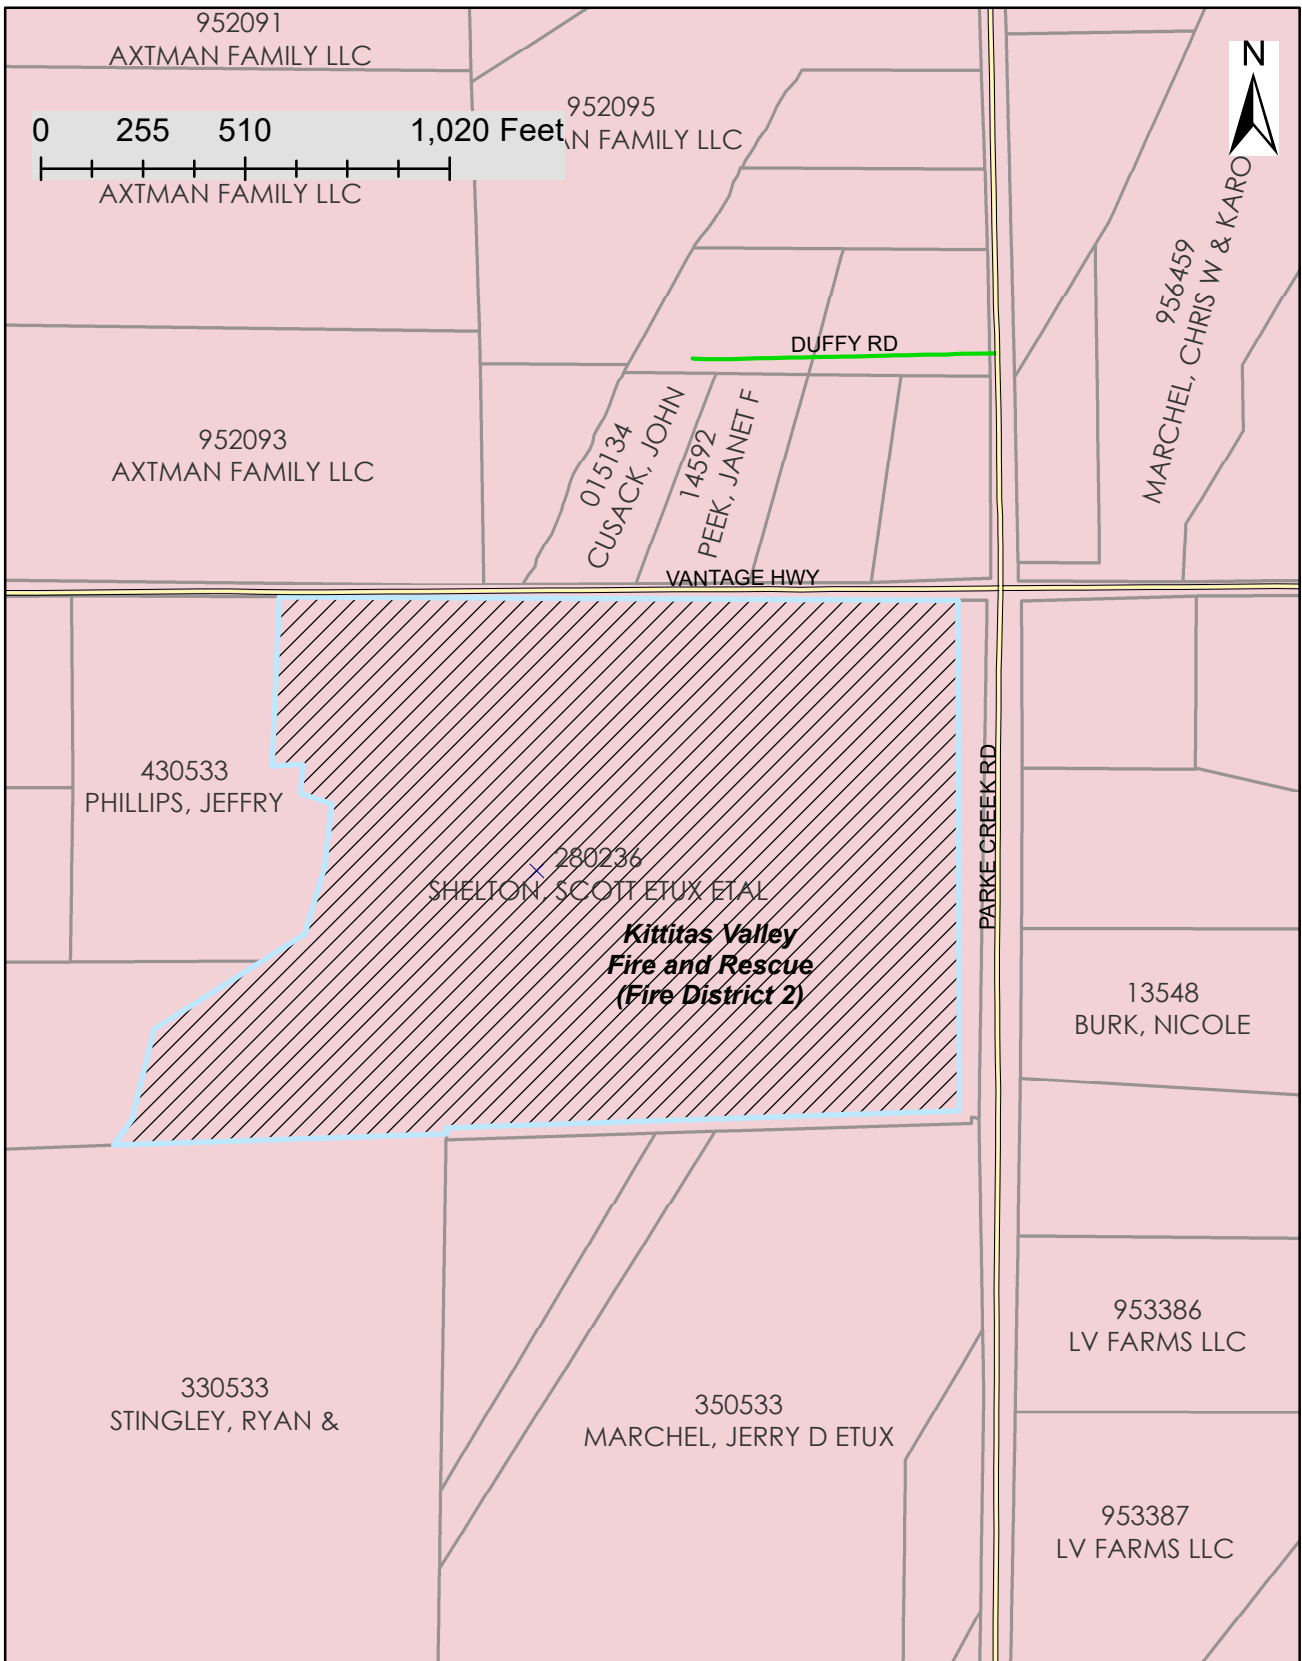 952091
AXTMAN FAMILY LLC
N
0 255 510 1,020 Feet
952095
N FAMILY LLC
AXTMAN FAMILY LLC
956459
MARCHEL, CHRIS W & KARO
DUFFY RD
952093
AXTMAN FAMILY LLC
015134
CUSACK, JOHN
14592
PEEK, JANET F
VANTAGE HWY
430533
PHILLIPS, JEFFRY
280236
SHELTON, SCOTT ETUX ETAL
Kittitas Valley
Fire and Rescue
(Fire District 2)
PARKE CREEK RD
13548
BURK, NICOLE
953386
LV FARMS LLC
330533
STINGLEY, RYAN &
350533
MARCHEL, JERRY D ETUX
953387
LV FARMS LLC